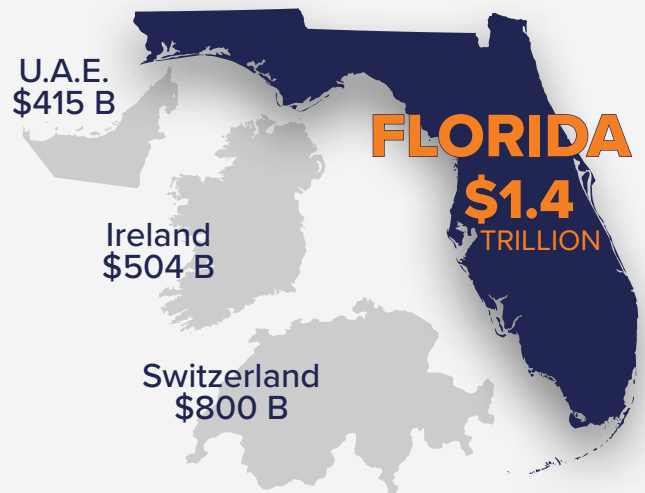 U.A.E.
$415 B
FLORIDA
$1.4
TRILLION
Ireland
$504 B
Switzerland
$800 B